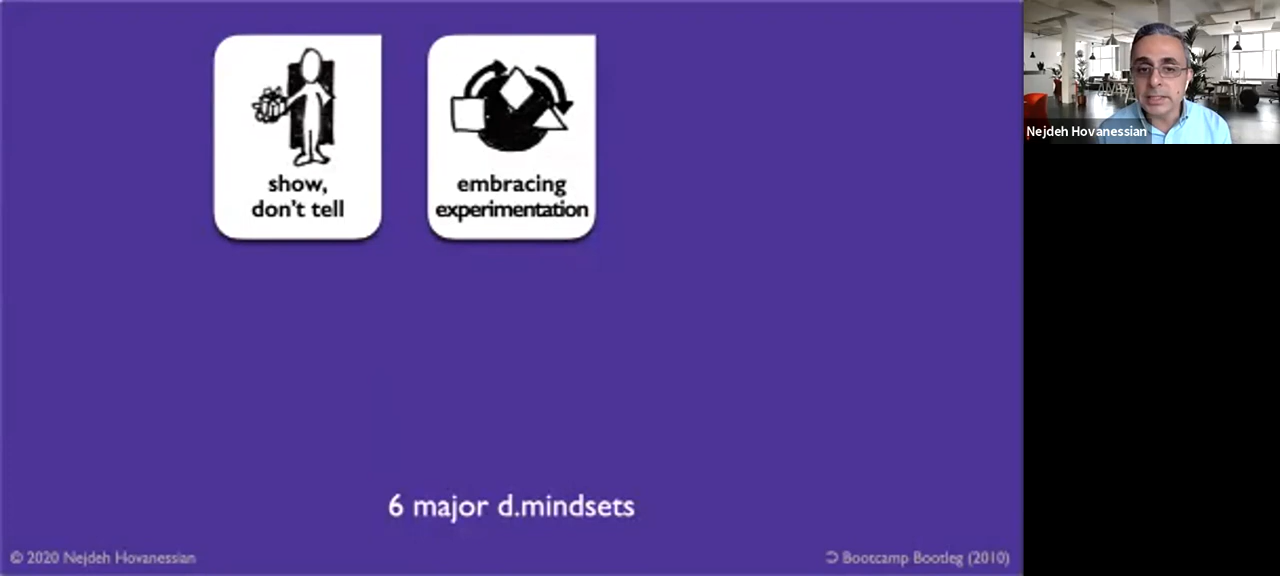 show,
don't tell
embracing
experimentation
6 major d.mindsets
© 2020 Nejdeh Hovanessian
Bootcamp Bootleg (2010)
Nejdeh Hovanessian